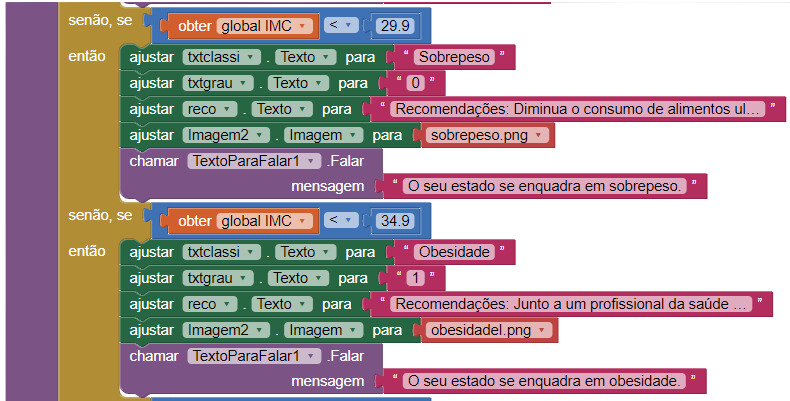 senão, se obter global IMC < 29.9
então ajustar txtclassi . Texto para “ Sobrepeso ”
ajustar txtgrau . Texto para “ 0 ”
ajustar reco . Texto para “ Recomendações: Diminua o consumo de alimentos ul... ”
ajustar Imagem2 . Imagem para sobrepeso.png
chamar TextoParaFalar1 .Falar
mensagem “ O seu estado se enquadra em sobrepeso. ”
senão, se obter global IMC < 34.9
então ajustar txtclassi . Texto para “ Obesidade ”
ajustar txtgrau . Texto para “ 1 ”
ajustar reco . Texto para “ Recomendações: Junto a um profissional da saúde ... ”
ajustar Imagem2 . Imagem para obesidadeI.png
chamar TextoParaFalar1 .Falar
mensagem “ O seu estado se enquadra em obesidade. ”